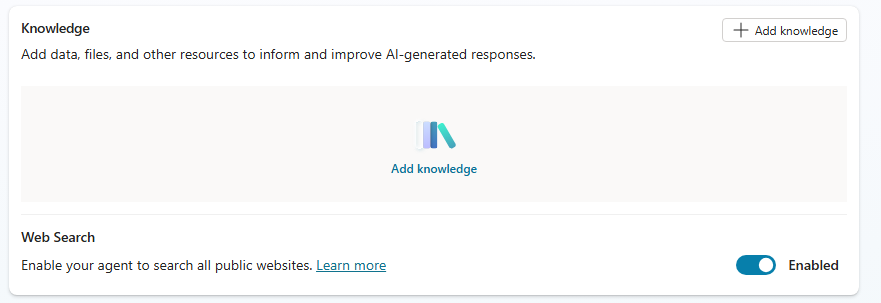 Knowledge
Add knowledge
Add data, files, and other resources to inform and improve AI-generated responses.
Add knowledge
Web Search
Enable your agent to search all public websites. Learn more
Enabled